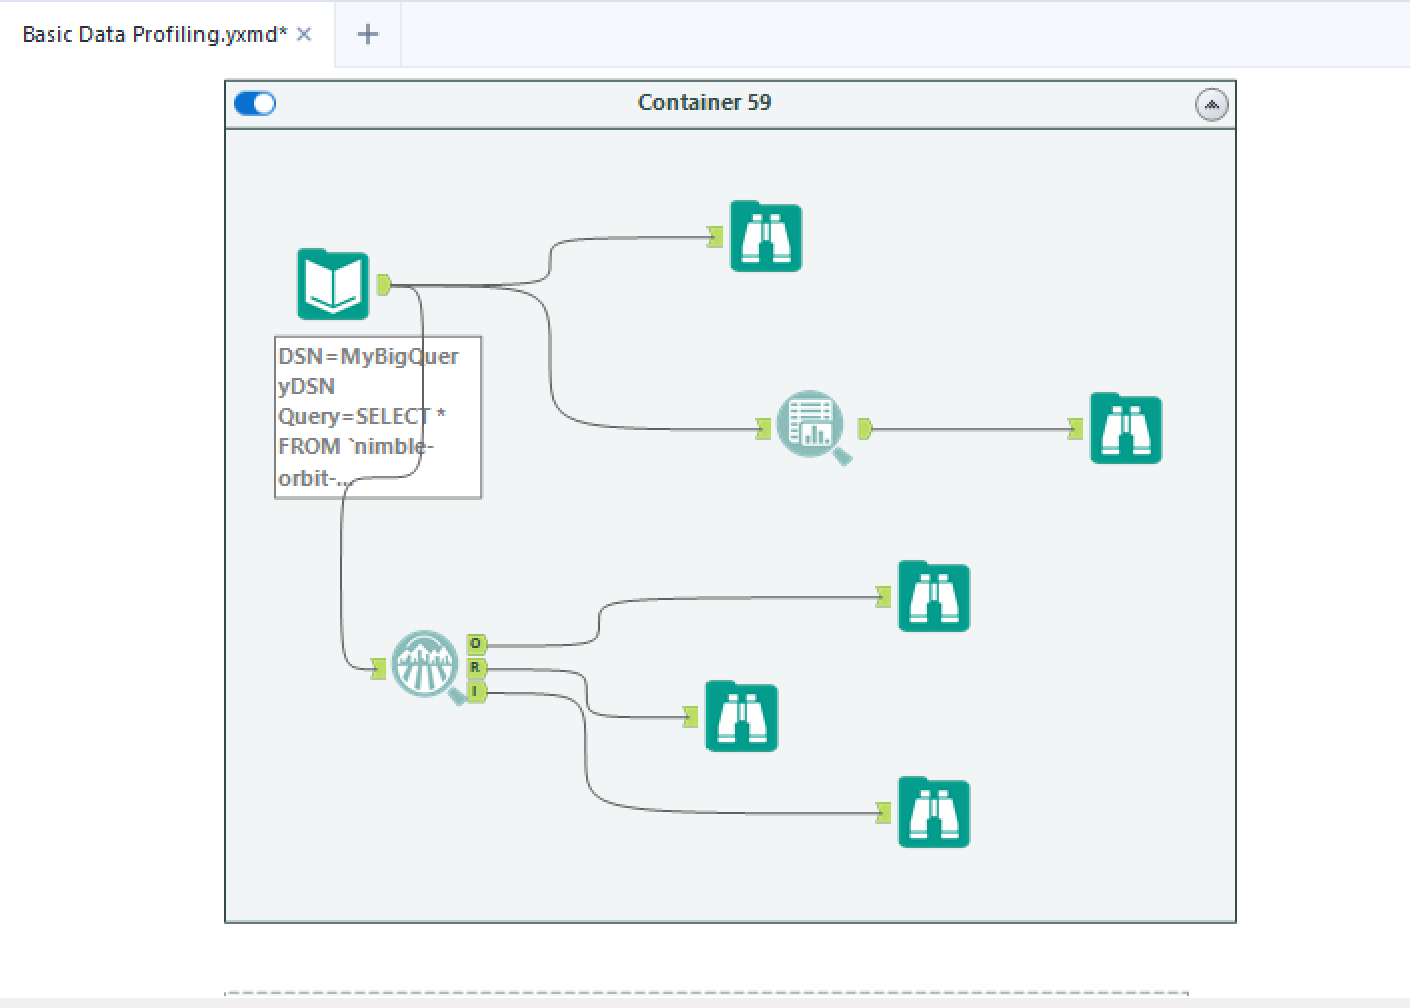 Basic Data Profiling.yxmd*
Container 59
DSN=MyBigQuer
yDSN
Query=SELECT *
FROM `nimble-
orbit-...
O
R
I